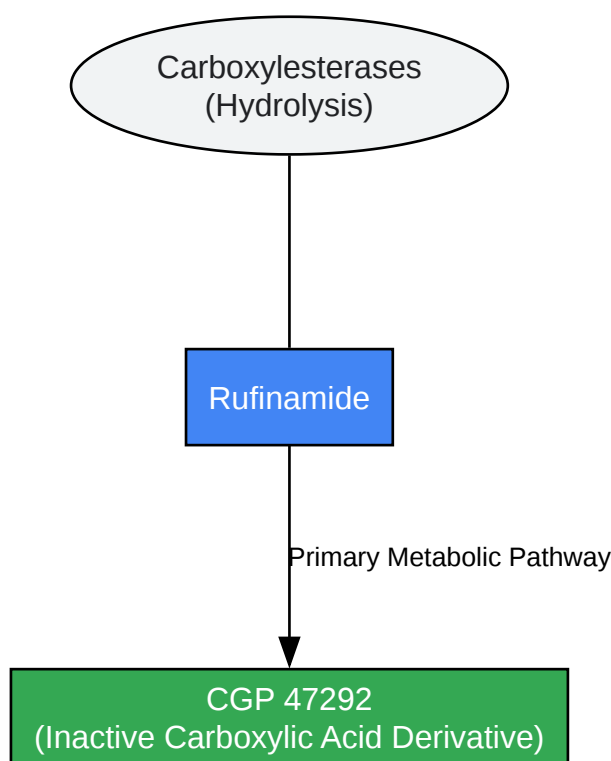 Carboxylesterases
(Hydrolysis)
Rufinamide
Primary Metabolic Pathway
CGP 47292
(Inactive Carboxylic Acid Derivative)